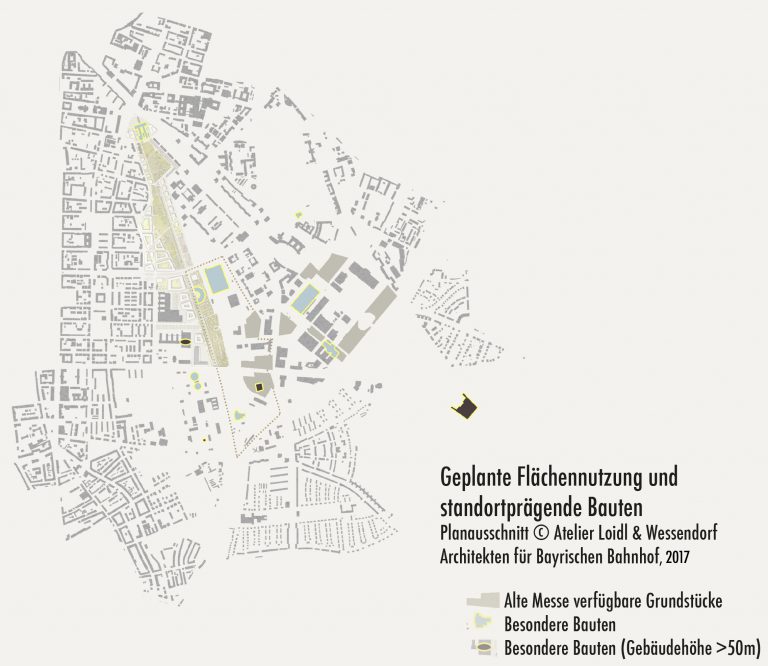 Geplante Flächennutzung und
standortprägende Bauten
Planausschnitt © Atelier Loidl & Wessendorf
Architekten für Bayrischen Bahnhof, 2017
Alte Messe verfügbare Grundstücke
Besondere Bauten
Besondere Bauten (Gebäudehöhe >50m)